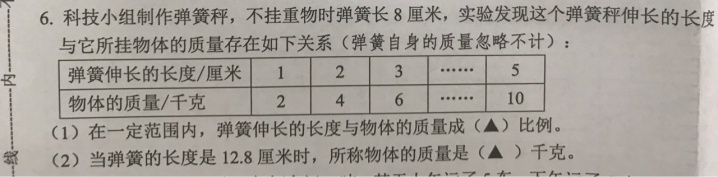 6. 科技小组制作弹簧秤，不挂重物时弹簧长 8 厘米，实验发现这个弹簧秤伸长的长度
与它所挂物体的质量存在如下关系（弹簧自身的质量忽略不计）：
弹簧伸长的长度/厘米 1 2 3 …… 5
物体的质量/千克 2 4 6 …… 10
（1）在一定范围内，弹簧伸长的长度与物体的质量成（▲）比例。
（2）当弹簧的长度是 12.8 厘米时，所称物体的质量是（▲ ）千克。
内
线